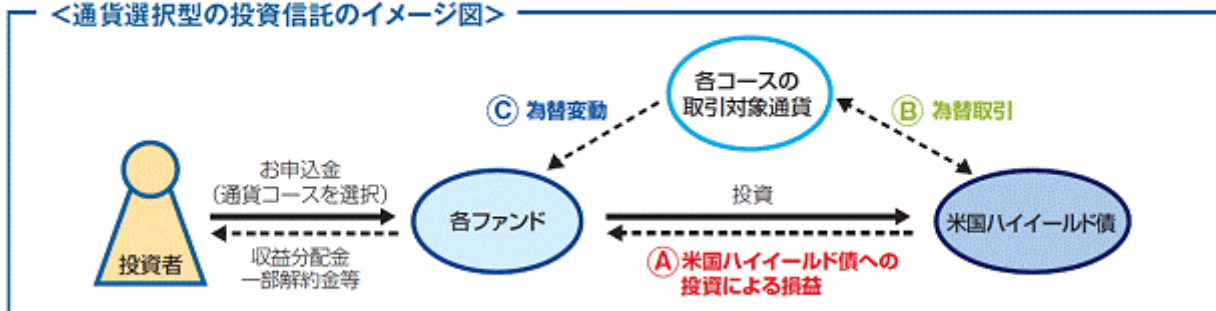 <通貨選択型の投資信託のイメージ図>
各コースの
取引対象通貨
Ⓒ 為替変動
Ⓑ 為替取引
お申込金
(通貨コースを選択)
投資
投資者
各ファンド
米国ハイイールド債
収益分配金
一部解約金等
Ⓐ 米国ハイイールド債への
投資による損益